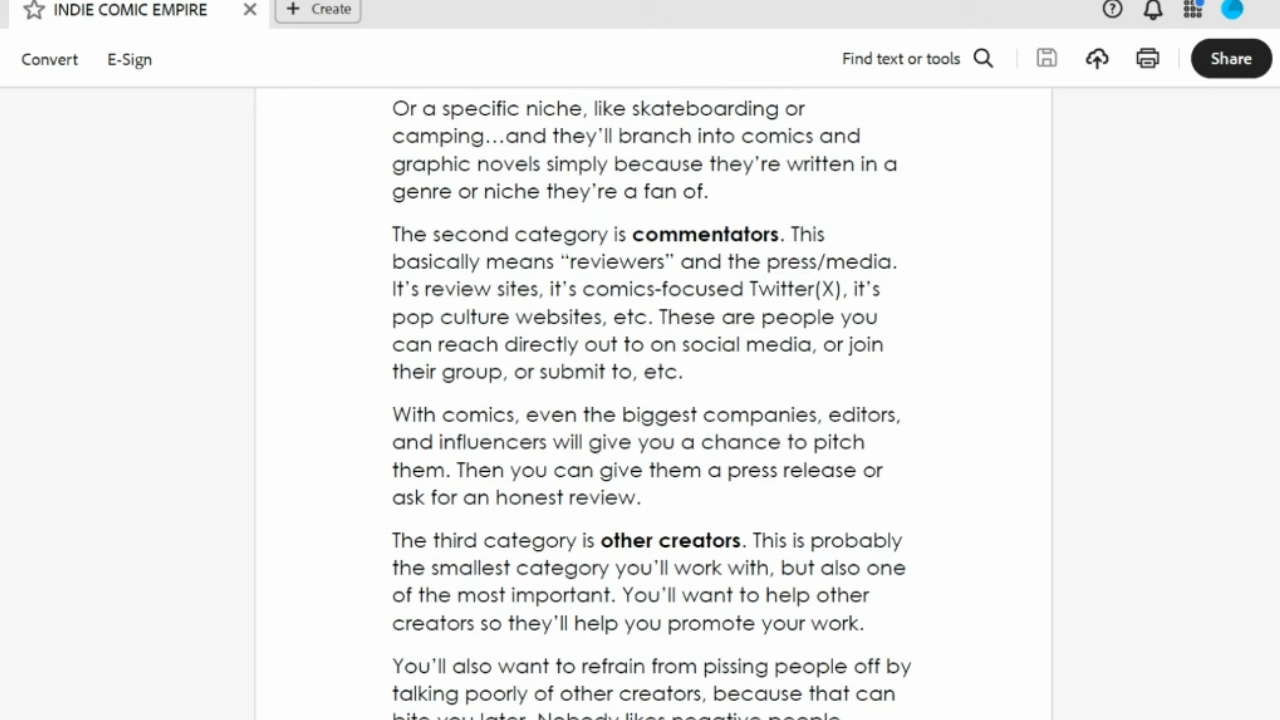 INDIE COMIC EMPIRE
Create
Convert
E-Sign
Find text or tools
Share
Or a specific niche, like skateboarding or
camping…and they’ll branch into comics and
graphic novels simply because they’re written in a
genre or niche they’re a fan of.
The second category is commentators. This
basically means “reviewers” and the press/media.
It’s review sites, it’s comics-focused Twitter(X), it’s
pop culture websites, etc. These are people you
can reach directly out to on social media, or join
their group, or submit to, etc.
With comics, even the biggest companies, editors,
and influencers will give you a chance to pitch
them. Then you can give them a press release or
ask for an honest review.
The third category is other creators. This is probably
the smallest category you’ll work with, but also one
of the most important. You’ll want to help other
creators so they’ll help you promote your work.
You’ll also want to refrain from pissing people off by
talking poorly of other creators, because that can
bite you later. Nobody likes negative people